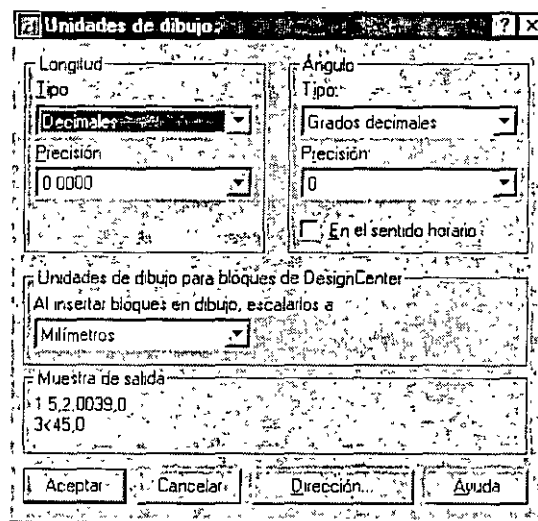 Unidades de dibujo
Longitud
Tipo
Decimales
Precisión
0.0000
Ángulo
Tipo:
Grados decimales
Precisión
0
En el sentido horario
Unidades de dibujo para bloques de DesignCenter
Al insertar bloques en dibujo, escalarlos a
Milímetros
Muestra de salida
1.5,2.0039,0
3<45,0
Aceptar
Cancelar
Dirección...
Ayuda